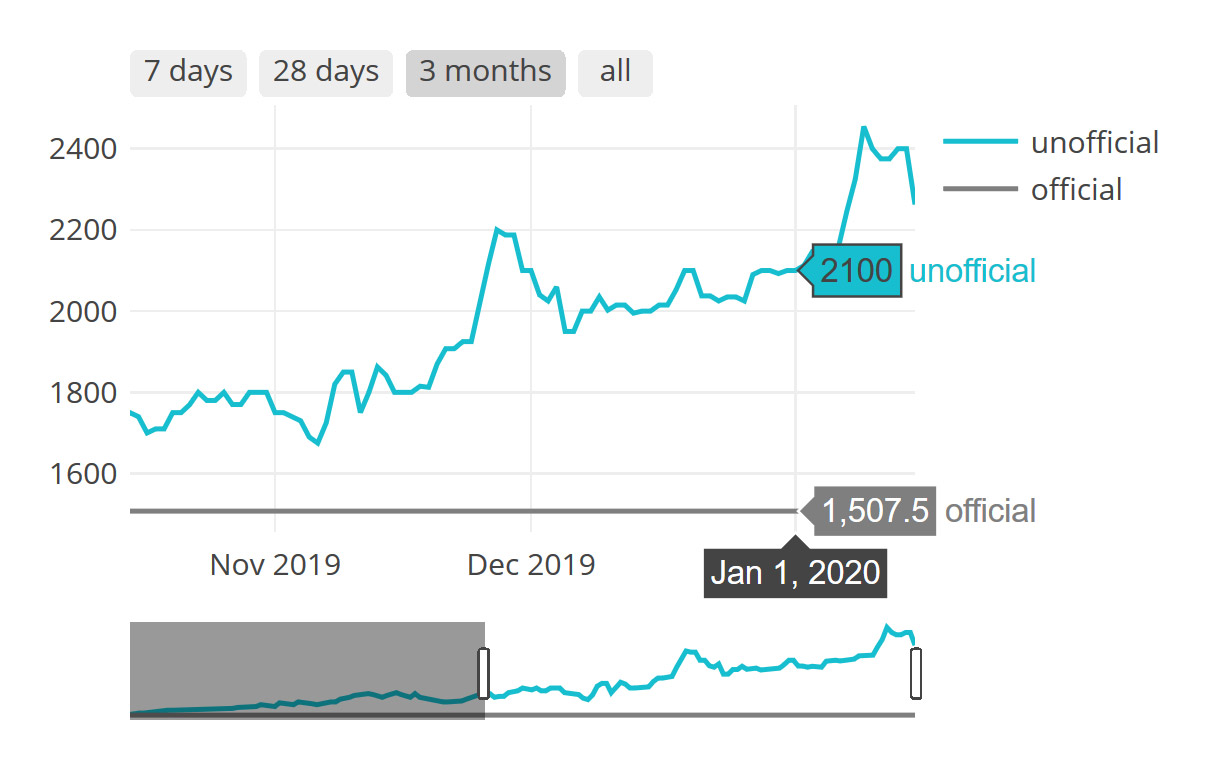 7 days 28 days 3 months all
2400
2200
2000
1800
1600
unofficial
official
2100 unofficial
1,507.5 official
Nov 2019 Dec 2019 Jan 1, 2020